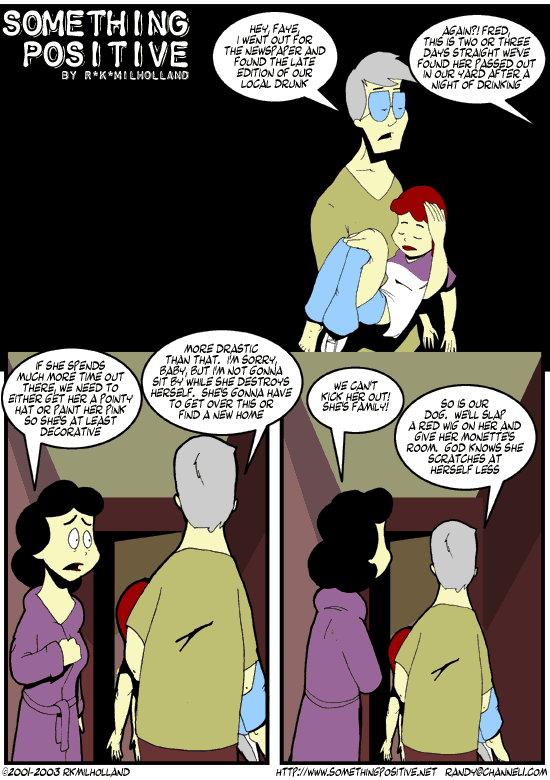 SOMETHING
POSITIVE
BY R*K*MILHOLLAND
HEY, FAYE,
I WENT OUT FOR
THE NEWSPAPER AND
FOUND THE LATE
EDITION OF OUR
LOCAL DRUNK
AGAIN?! FRED,
THIS IS TWO OR THREE
DAYS STRAIGHT WE'VE
FOUND HER PASSED OUT
IN OUR YARD AFTER A
NIGHT OF DRINKING
IF SHE SPENDS
MUCH MORE TIME OUT
THERE, WE NEED TO
EITHER GET HER A POINTY
HAT OR PAINT HER PINK
SO SHE'S AT LEAST
DECORATIVE
MORE DRASTIC
THAN THAT. I'M SORRY,
BABY, BUT I'M NOT GONNA
SIT BY WHILE SHE DESTROYS
HERSELF. SHE'S GONNA HAVE
TO GET OVER THIS OR
FIND A NEW HOME
WE CAN'T
KICK HER OUT!
SHE'S FAMILY!
SO IS OUR
DOG. WE'LL SLAP
A RED WIG ON HER AND
GIVE HER MONETTE'S
ROOM. GOD KNOWS SHE
SCRATCHES AT
HERSELF LESS
©2001-2003 RKMILHOLLAND
HTTP://WWW.SOMETHINGPOSITIVE.NET RANDY@CHANNEL1.COM